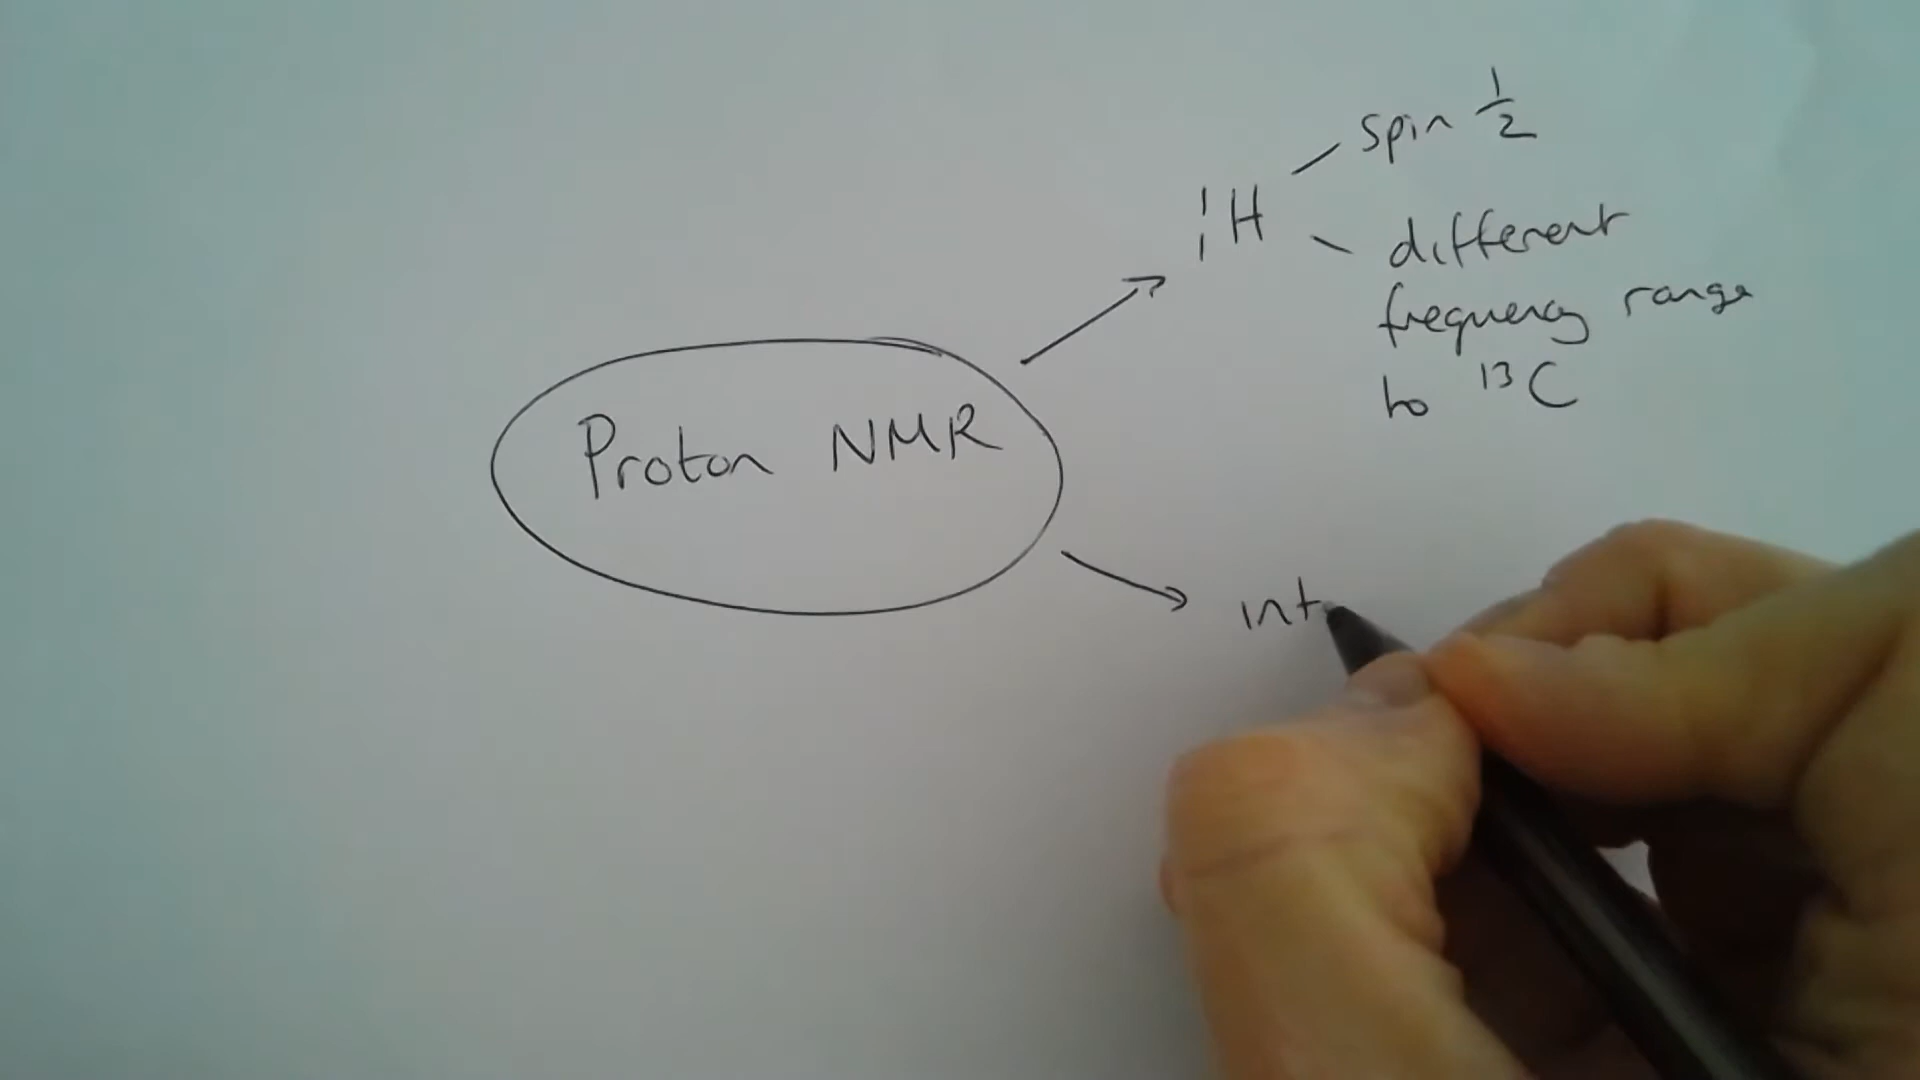 Proton NMR
¹₁H
spin ½
different
frequency range
to ¹³C
int